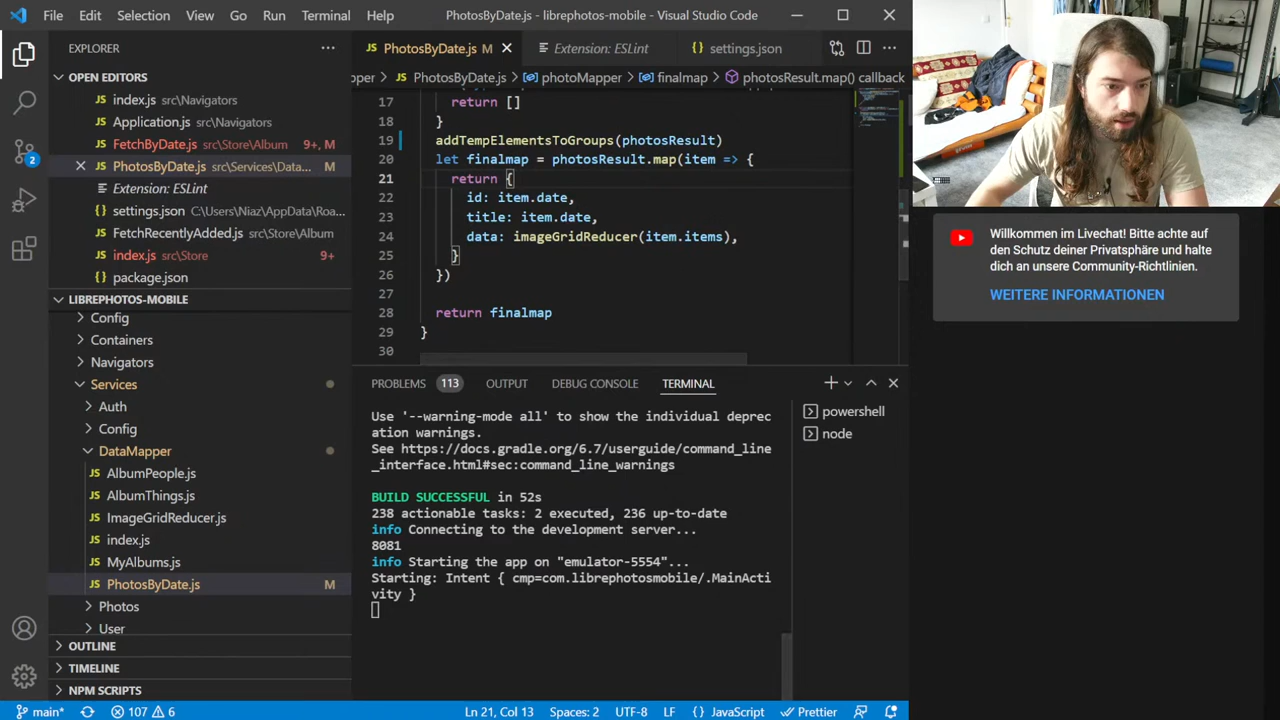 File Edit Selection View Go Run Terminal Help PhotosByDate.js - librephotos-mobile - Visual Studio Code
EXPLORER
OPEN EDITORS
index.js src\Navigators
Application.js src\Navigators
FetchByDate.js src\Store\Album 9+, M
PhotosByDate.js src\Services\Data... M
Extension: ESLint
settings.json C:\Users\Niaz\AppData\Roa...
FetchRecentlyAdded.js src\Store\Album
index.js src\Store 9+
package.json
LIBREPHOTOS-MOBILE
Config
Containers
Navigators
Services
Auth
Config
DataMapper
AlbumPeople.js
AlbumThings.js
ImageGridReducer.js
index.js
MyAlbums.js
PhotosByDate.js M
Photos
User
OUTLINE
TIMELINE
NPM SCRIPTS
2
PhotosByDate.js M Extension: ESLint settings.json
pper > PhotosByDate.js > photoMapper > finalmap > photosResult.map() callback
17 return []
18 }
19 addTempElementsToGroups(photosResult)
20 let finalmap = photosResult.map(item => {
21 return {
22 id: item.date,
23 title: item.date,
24 data: imageGridReducer(item.items),
25 }
26 })
27
28 return finalmap
29 }
30
PROBLEMS 113 OUTPUT DEBUG CONSOLE TERMINAL
powershell
node
Use '--warning-mode all' to show the individual deprec
ation warnings.
See https://docs.gradle.org/6.7/userguide/command_line
_interface.html#sec:command_line_warnings
BUILD SUCCESSFUL in 52s
238 actionable tasks: 2 executed, 236 up-to-date
info Connecting to the development server...
8081
info Starting the app on "emulator-5554"...
Starting: Intent { cmp=com.librephotosmobile/.MainActi
vity }
main* 107 6 Ln 21, Col 13 Spaces: 2 UTF-8 LF { } JavaScript Prettier
Willkommen im Livechat! Bitte achte auf
den Schutz deiner Privatsphäre und halte
dich an unsere Community-Richtlinien.
WEITERE INFORMATIONEN